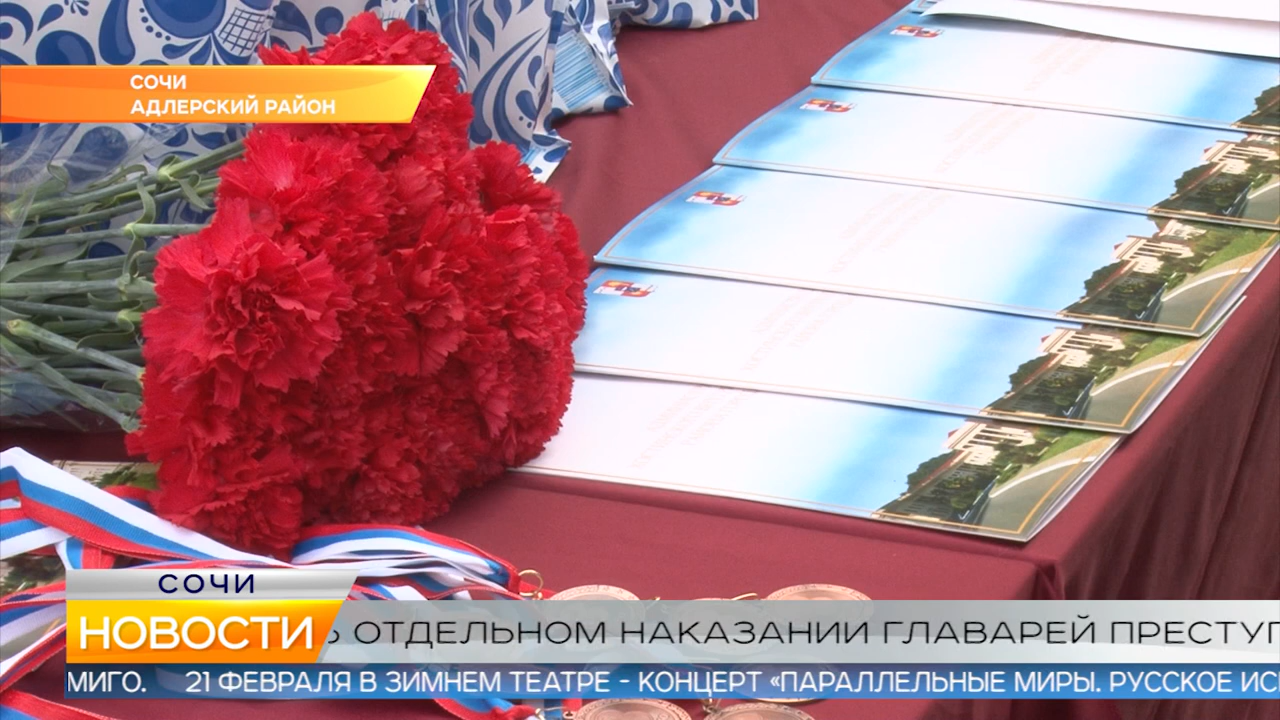 СОЧИ
АДЛЕРСКИЙ РАЙОН
СОЧИ
НОВОСТИ
Ь ОТДЕЛЬНОМ НАКАЗАНИИ ГЛАВАРЕЙ ПРЕСТУП
МИГО. 21 ФЕВРАЛЯ В ЗИМНЕМ ТЕАТРЕ - КОНЦЕРТ «ПАРАЛЛЕЛЬНЫЕ МИРЫ. РУССКОЕ ИС